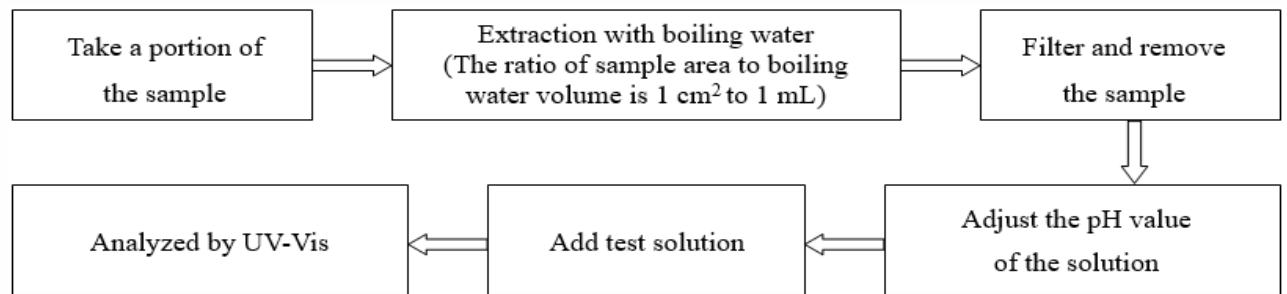 Take a portion of
the sample
Extraction with boiling water
(The ratio of sample area to boiling
water volume is 1 cm² to 1 mL)
Filter and remove
the sample
Adjust the pH value
of the solution
Add test solution
Analyzed by UV-Vis